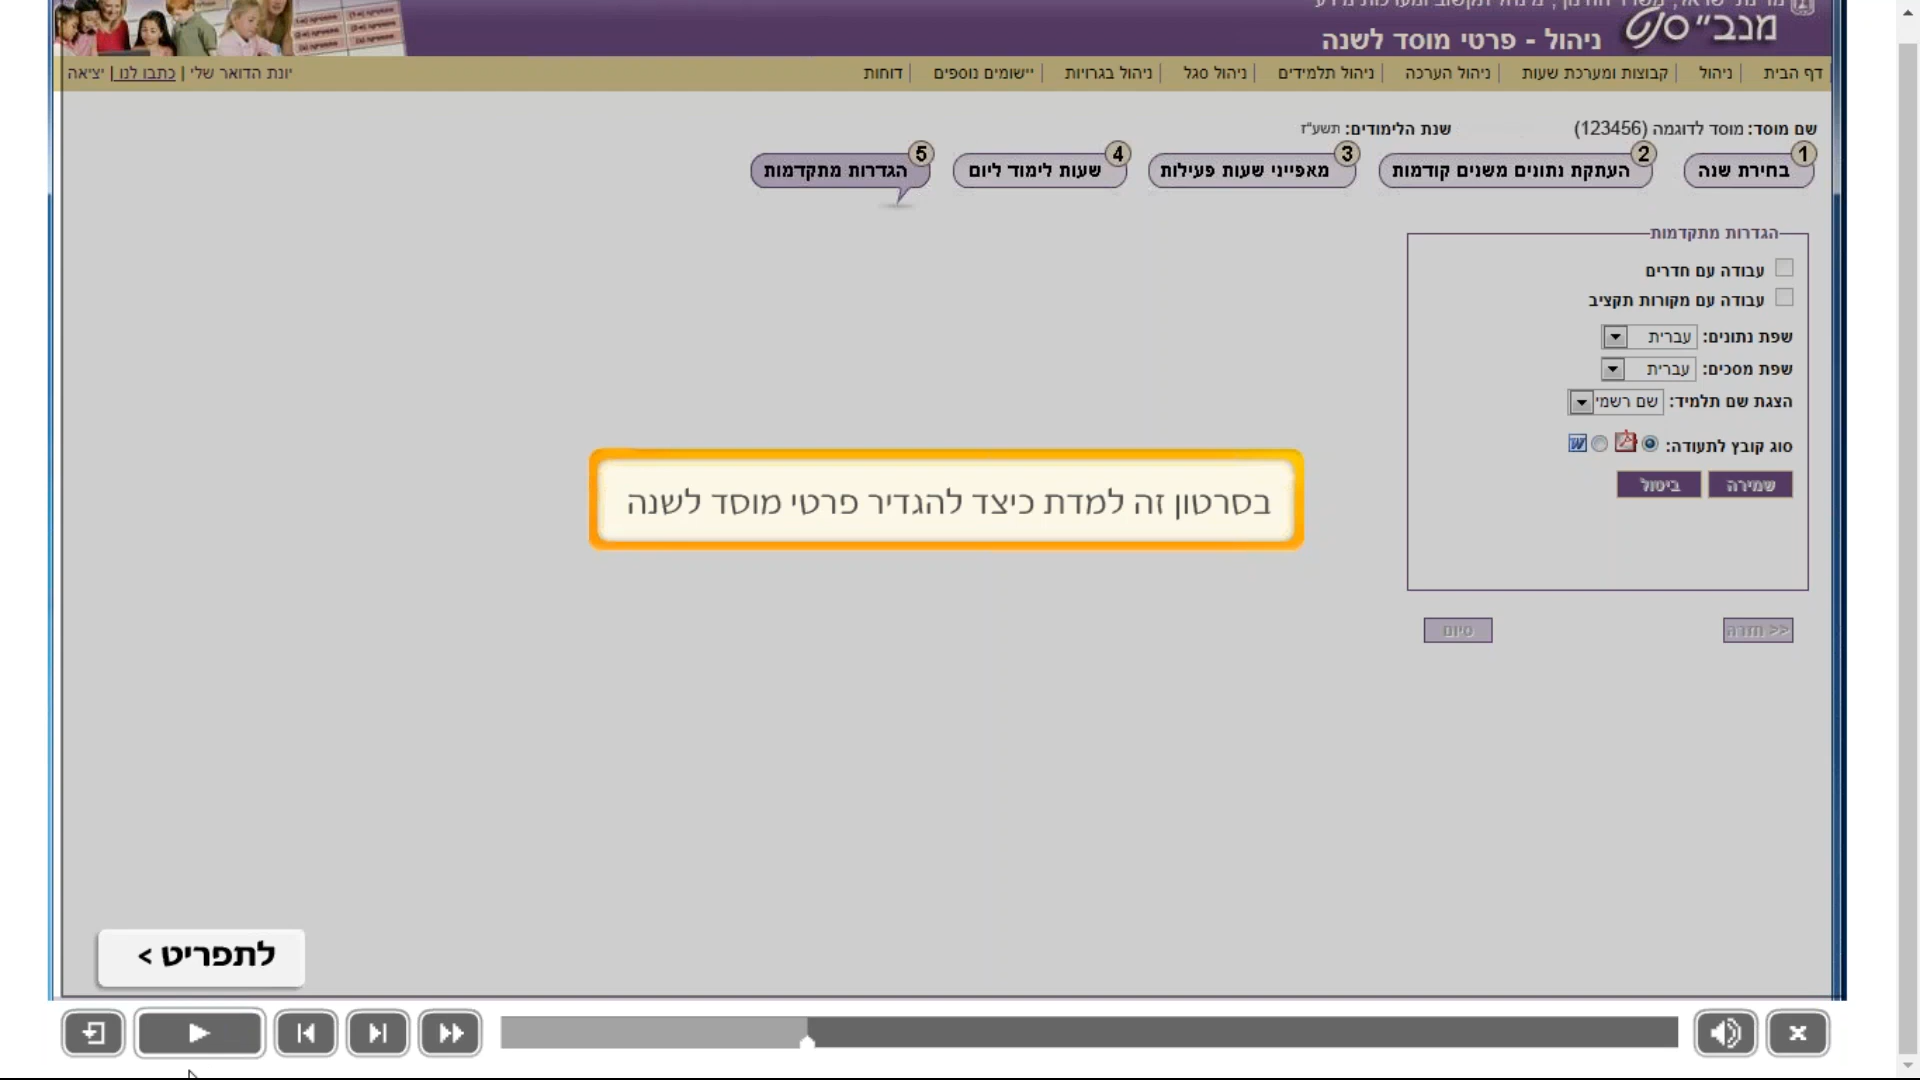 מנב"סנט
ניהול - פרטי מוסד לשנה
דף הבית | ניהול | קבוצות ומערכת שעות | ניהול הערכה | ניהול תלמידים | ניהול סגל | ניהול בגרויות | יישומים נוספים | דוחות
יונת הדואר שלי | כתבו לנו | יציאה
שם מוסד: מוסד לדוגמה (123456)
שנת הלימודים: תשע"ז
1 בחירת שנה
2 העתקת נתונים משנים קודמות
3 מאפייני שעות פעילות
4 שעות לימוד ליום
5 הגדרות מתקדמות
הגדרות מתקדמות
עבודה עם חדרים
עבודה עם מקורות תקציב
שפת נתונים: עברית
שפת מסכים: עברית
הצגת שם תלמיד: שם רשמי
סוג קובץ לתעודה:
שמירה
ביטול
בסרטון זה למדת כיצד להגדיר פרטי מוסד לשנה
<< חזרה
סיום
לתפריט >